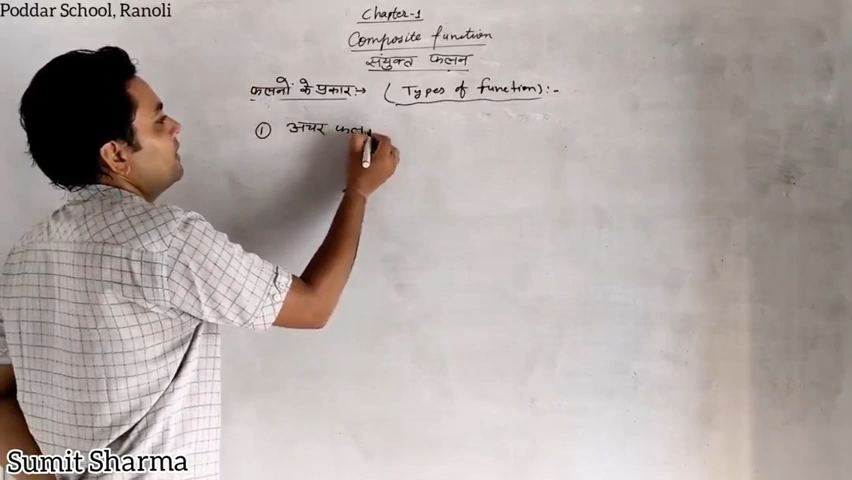 Poddar School, Ranoli
Chapter-1
Composite function
संयुक्त फलन
फलनों के प्रकार :→ (Types of function) :-
① अचर फलन
Sumit Sharma